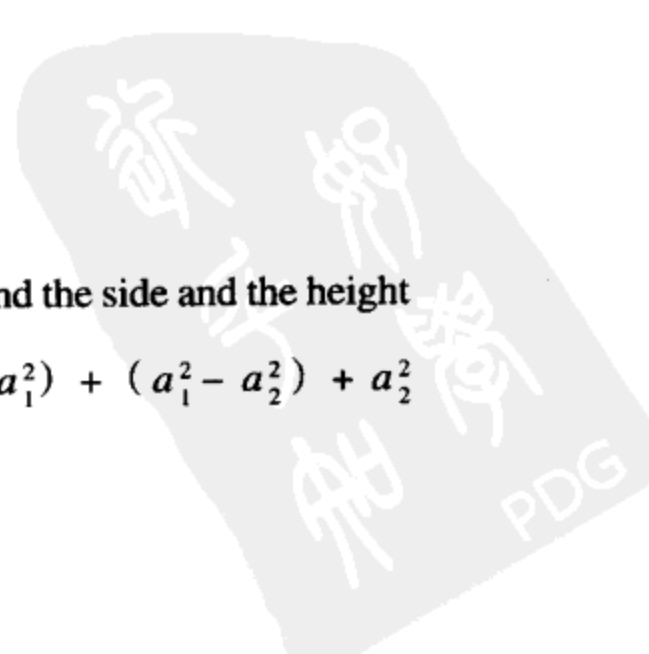 nd the side and the height
a₁²) + (a₁² − a₂²) + a₂²
PDG